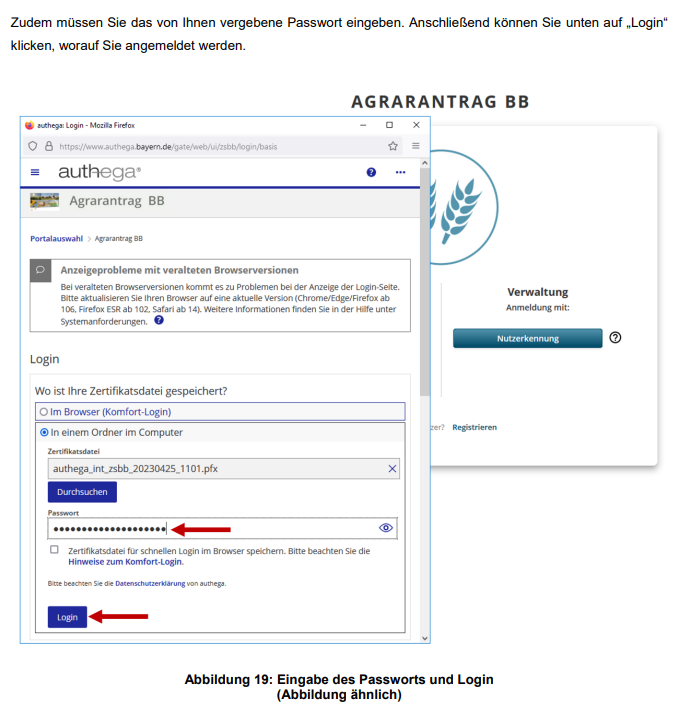 Zudem müssen Sie das von Ihnen vergebene Passwort eingeben. Anschließend können Sie unten auf „Login“
klicken, worauf Sie angemeldet werden.
AGRARANTRAG BB
authega: Login - Mozilla Firefox
https://www.authega.bayern.de/gate/web/ui/zsbb/login/basis
authega®
Agrarantrag BB
Portalauswahl > Agrarantrag BB
Anzeigeprobleme mit veralteten Browserversionen
Bei veralteten Browserversionen kommt es zu Problemen bei der Anzeige der Login-Seite.
Bitte aktualisieren Sie Ihren Browser auf eine aktuelle Version (Chrome/Edge/Firefox ab
106, Firefox ESR ab 102, Safari ab 14). Weitere Informationen finden Sie in der Hilfe unter
Systemanforderungen. ?
Login
Wo ist Ihre Zertifikatsdatei gespeichert?
Im Browser (Komfort-Login)
In einem Ordner im Computer
Zertifikatsdatei
authega_int_zsbb_20230425_1101.pfx
Durchsuchen
Passwort
Zertifikatsdatei für schnellen Login im Browser speichern. Bitte beachten Sie die
Hinweise zum Komfort-Login.
Bitte beachten Sie die Datenschutzerklärung von authega.
Login
Verwaltung
Anmeldung mit:
Nutzerkennung ?
zer? Registrieren
Abbildung 19: Eingabe des Passworts und Login
(Abbildung ähnlich)